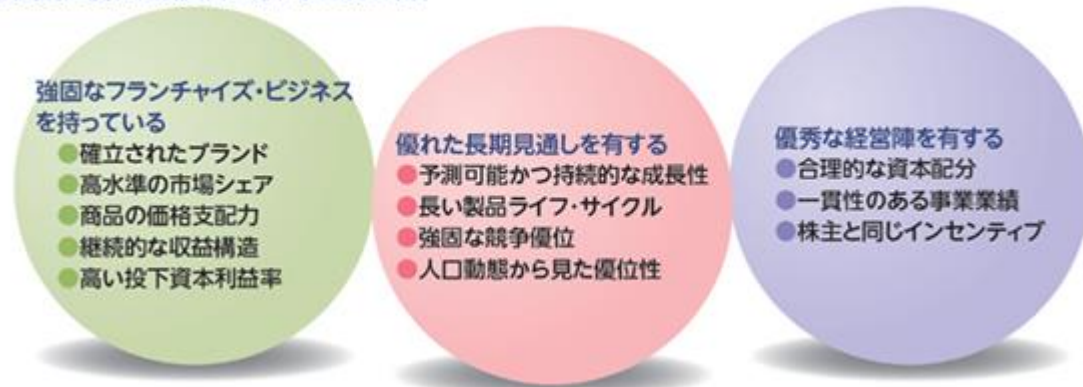 強固なフランチャイズ・ビジネス
を持っている
●確立されたブランド
●高水準の市場シェア
●商品の価格支配力
●継続的な収益構造
●高い投下資本利益率
優れた長期見通しを有する
●予測可能かつ持続的な成長性
●長い製品ライフ・サイクル
●強固な競争優位
●人口動態から見た優位性
優秀な経営陣を有する
●合理的な資本配分
●一貫性のある事業業績
●株主と同じインセンティブ